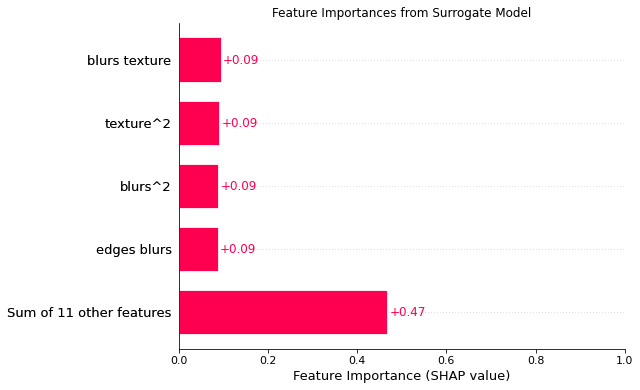 Feature Importances from Surrogate Model
blurs texture +0.09
texture^2 +0.09
blurs^2 +0.09
edges blurs +0.09
Sum of 11 other features +0.47
0.0 0.2 0.4 0.6 0.8 1.0
Feature Importance (SHAP value)